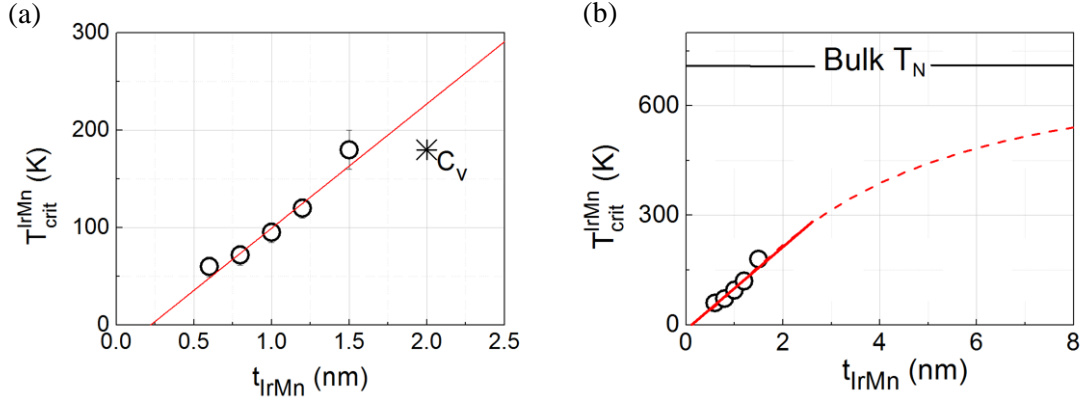 (a)
300
200
100
0
T_crit^IrMn (K)
C_v
0.0 0.5 1.0 1.5 2.0 2.5
t_IrMn (nm)
(b)
Bulk T_N
600
300
0
T_crit^IrMn (K)
0 2 4 6 8
t_IrMn (nm)